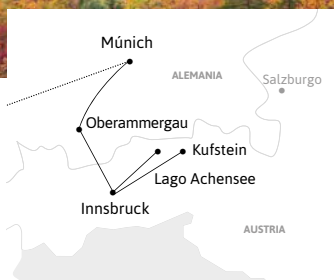 Múnich
ALEMANIA
Salzburgo
Oberammergau
Kufstein
Lago Achensee
Innsbruck
AUSTRIA